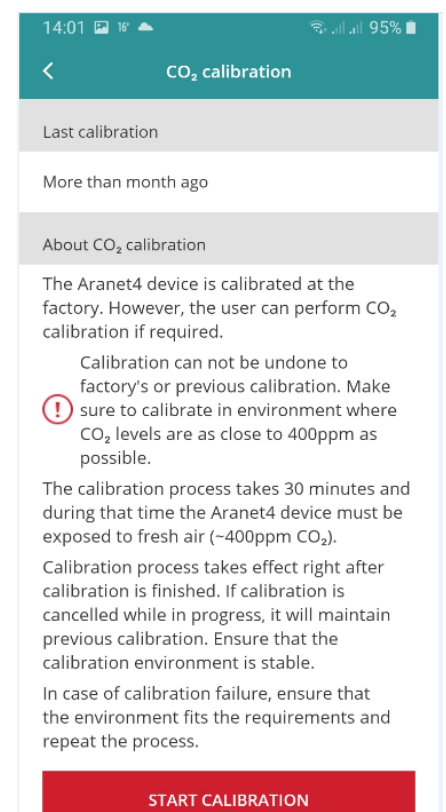 14:01 16° 95%
CO₂ calibration
Last calibration
More than month ago
About CO₂ calibration
The Aranet4 device is calibrated at the
factory. However, the user can perform CO₂
calibration if required.
Calibration can not be undone to
factory's or previous calibration. Make
sure to calibrate in environment where
CO₂ levels are as close to 400ppm as
possible.
The calibration process takes 30 minutes and
during that time the Aranet4 device must be
exposed to fresh air (~400ppm CO₂).
Calibration process takes effect right after
calibration is finished. If calibration is
cancelled while in progress, it will maintain
previous calibration. Ensure that the
calibration environment is stable.
In case of calibration failure, ensure that
the environment fits the requirements and
repeat the process.
START CALIBRATION